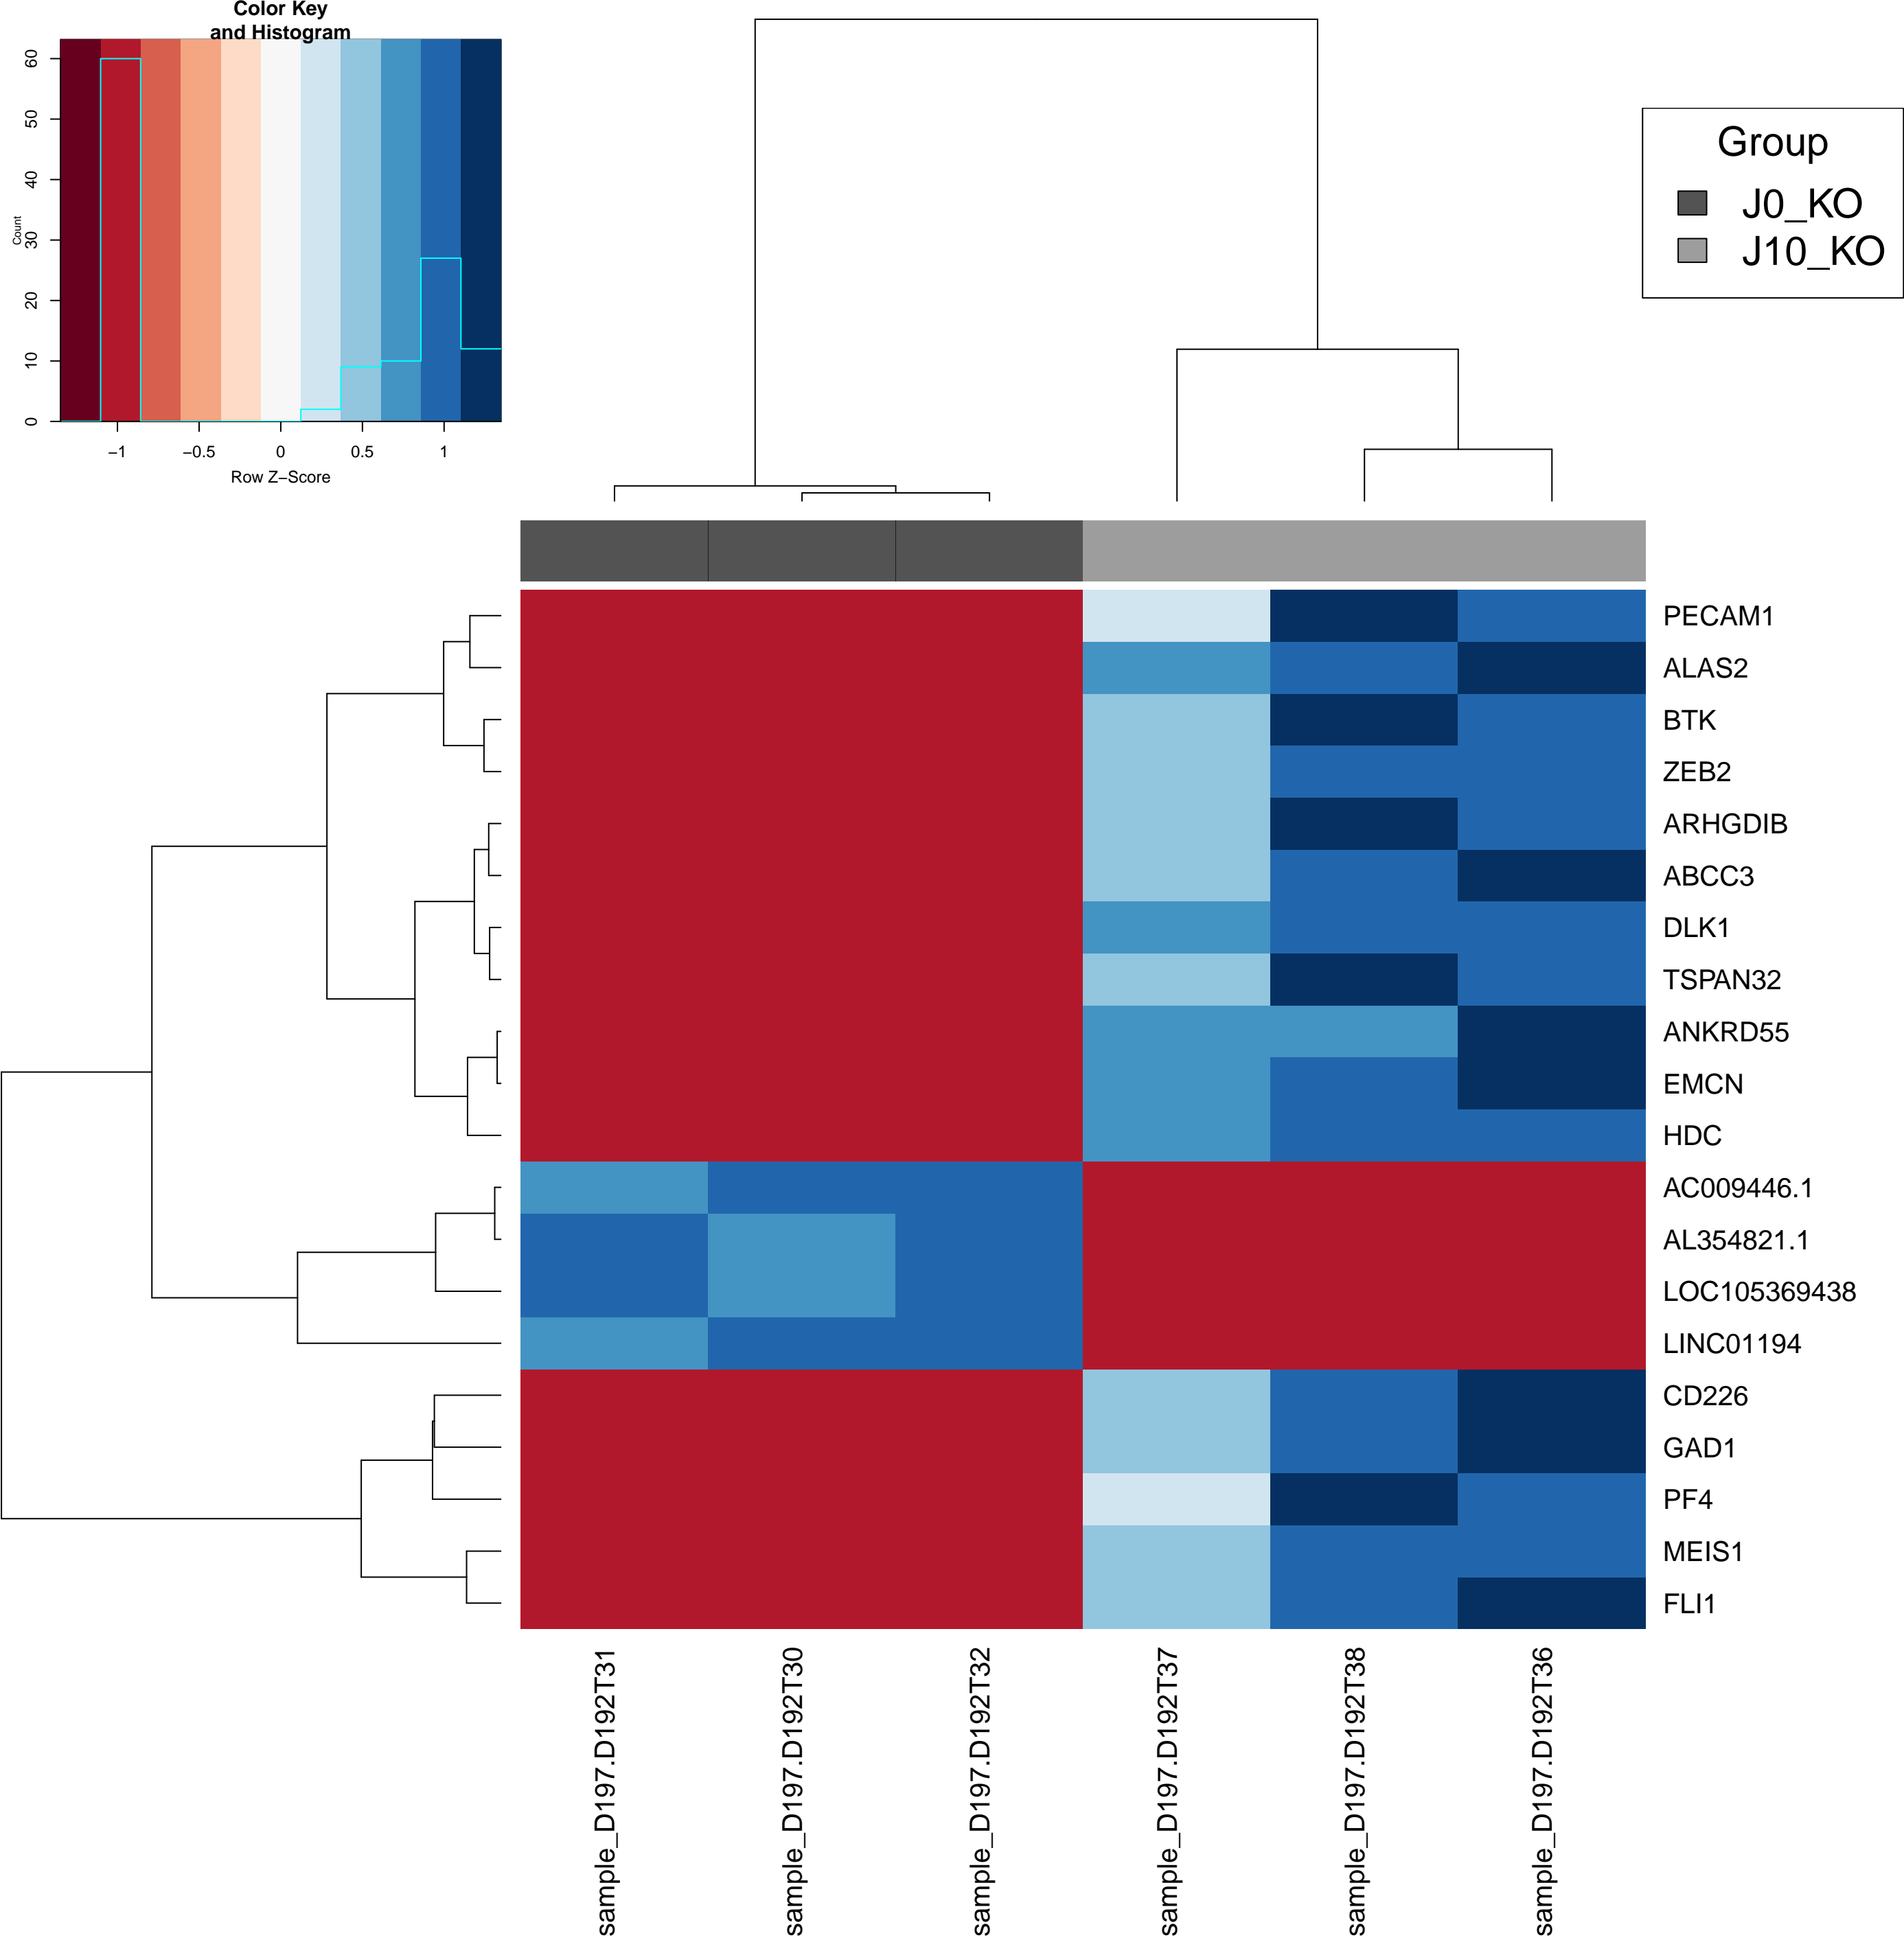 Color Key
and Histogram
Count
0
10
20
30
40
50
60
−1
−0.5
0
0.5
1
Row Z−Score
Group
J0_KO
J10_KO
PECAM1
ALAS2
BTK
ZEB2
ARHGDIB
ABCC3
DLK1
TSPAN32
ANKRD55
EMCN
HDC
AC009446.1
AL354821.1
LOC105369438
LINC01194
CD226
GAD1
PF4
MEIS1
FLI1
sample_D197.D192T31
sample_D197.D192T30
sample_D197.D192T32
sample_D197.D192T37
sample_D197.D192T38
sample_D197.D192T36